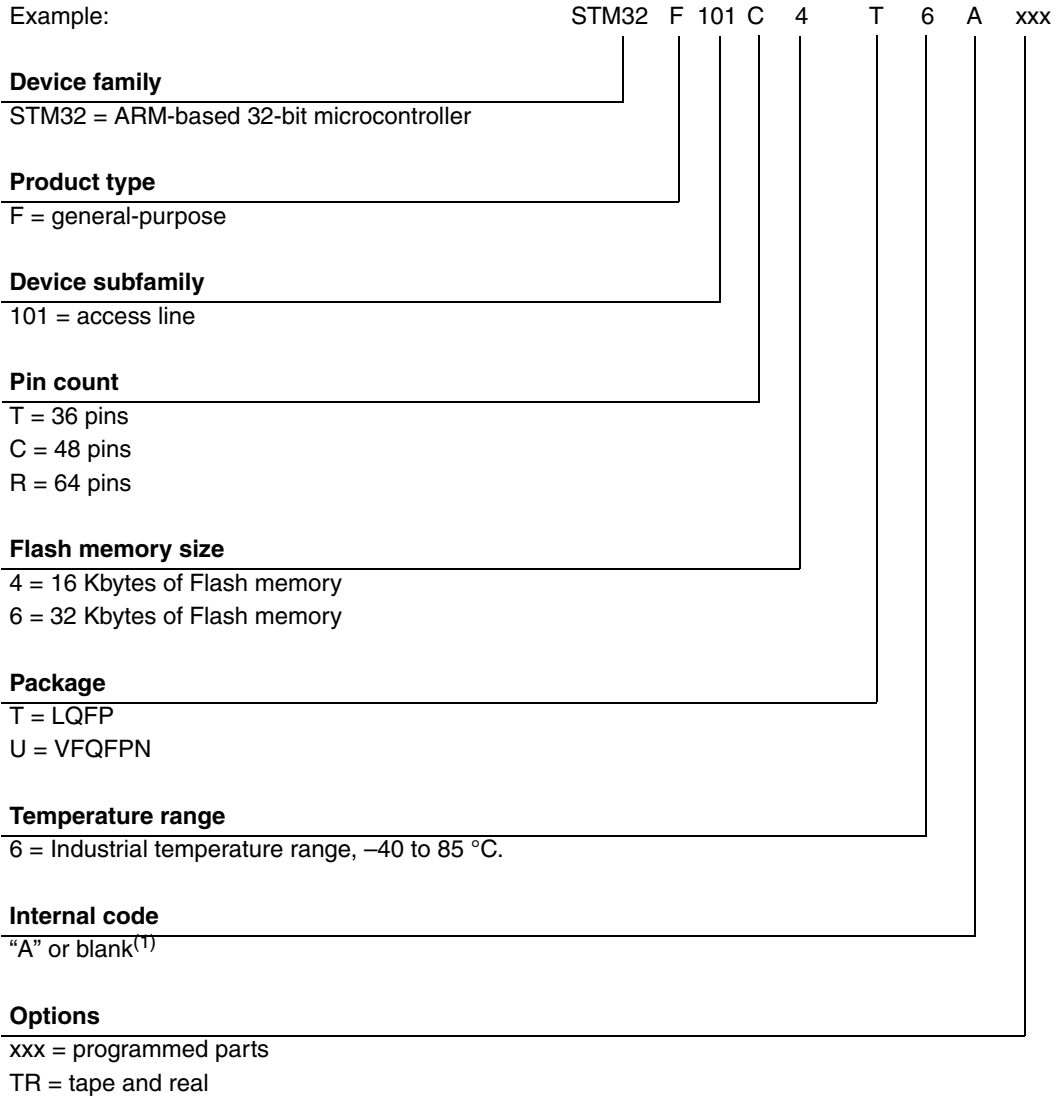 Example: STM32 F 101 C 4 T 6 A xxx
Device family
STM32 = ARM-based 32-bit microcontroller
Product type
F = general-purpose
Device subfamily
101 = access line
Pin count
T = 36 pins
C = 48 pins
R = 64 pins
Flash memory size
4 = 16 Kbytes of Flash memory
6 = 32 Kbytes of Flash memory
Package
T = LQFP
U = VFQFPN
Temperature range
6 = Industrial temperature range, –40 to 85 °C.
Internal code
“A” or blank(1)
Options
xxx = programmed parts
TR = tape and real